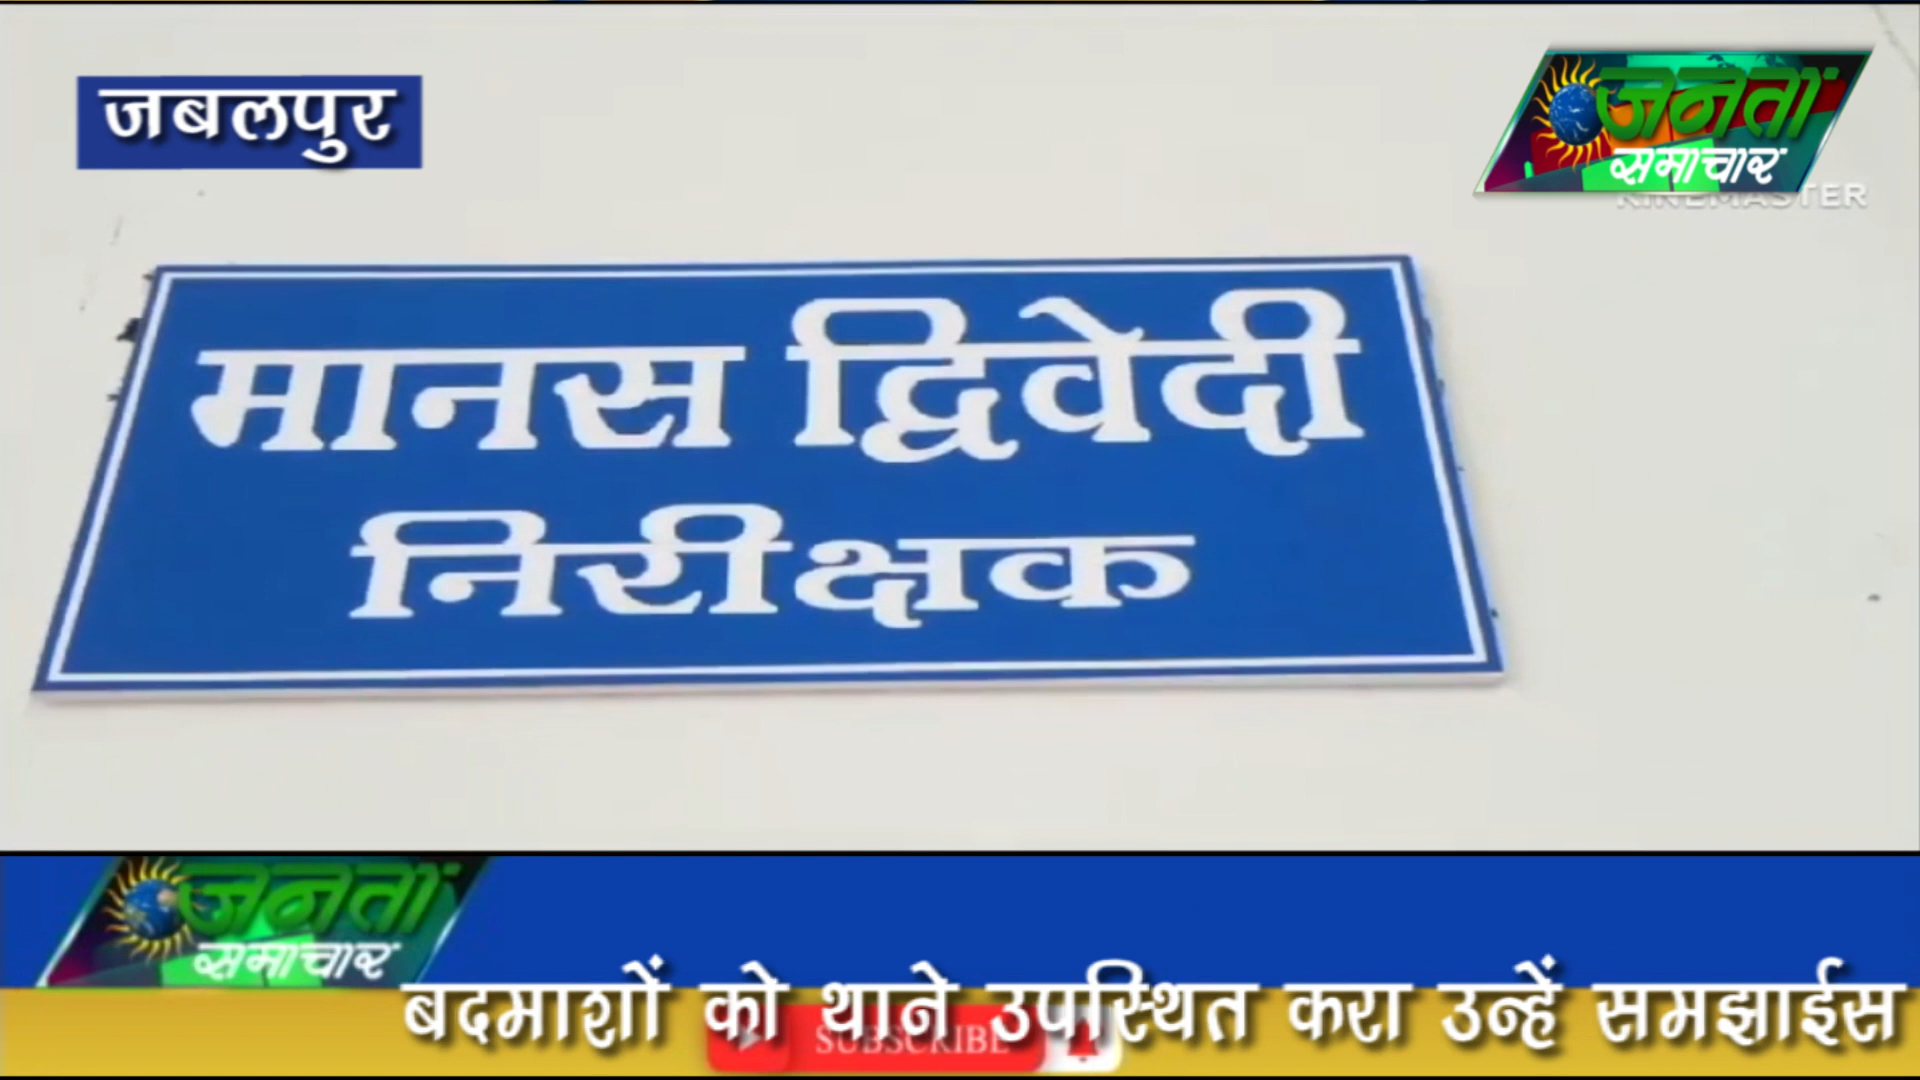 जबलपुर
जनता
समाचार
KINEMASTER
मानस द्विवेदी
निरीक्षक
जनता
समाचार
बदमाशों को थाने उपस्थित करा उन्हें समझाईस
SUBSCRIBE